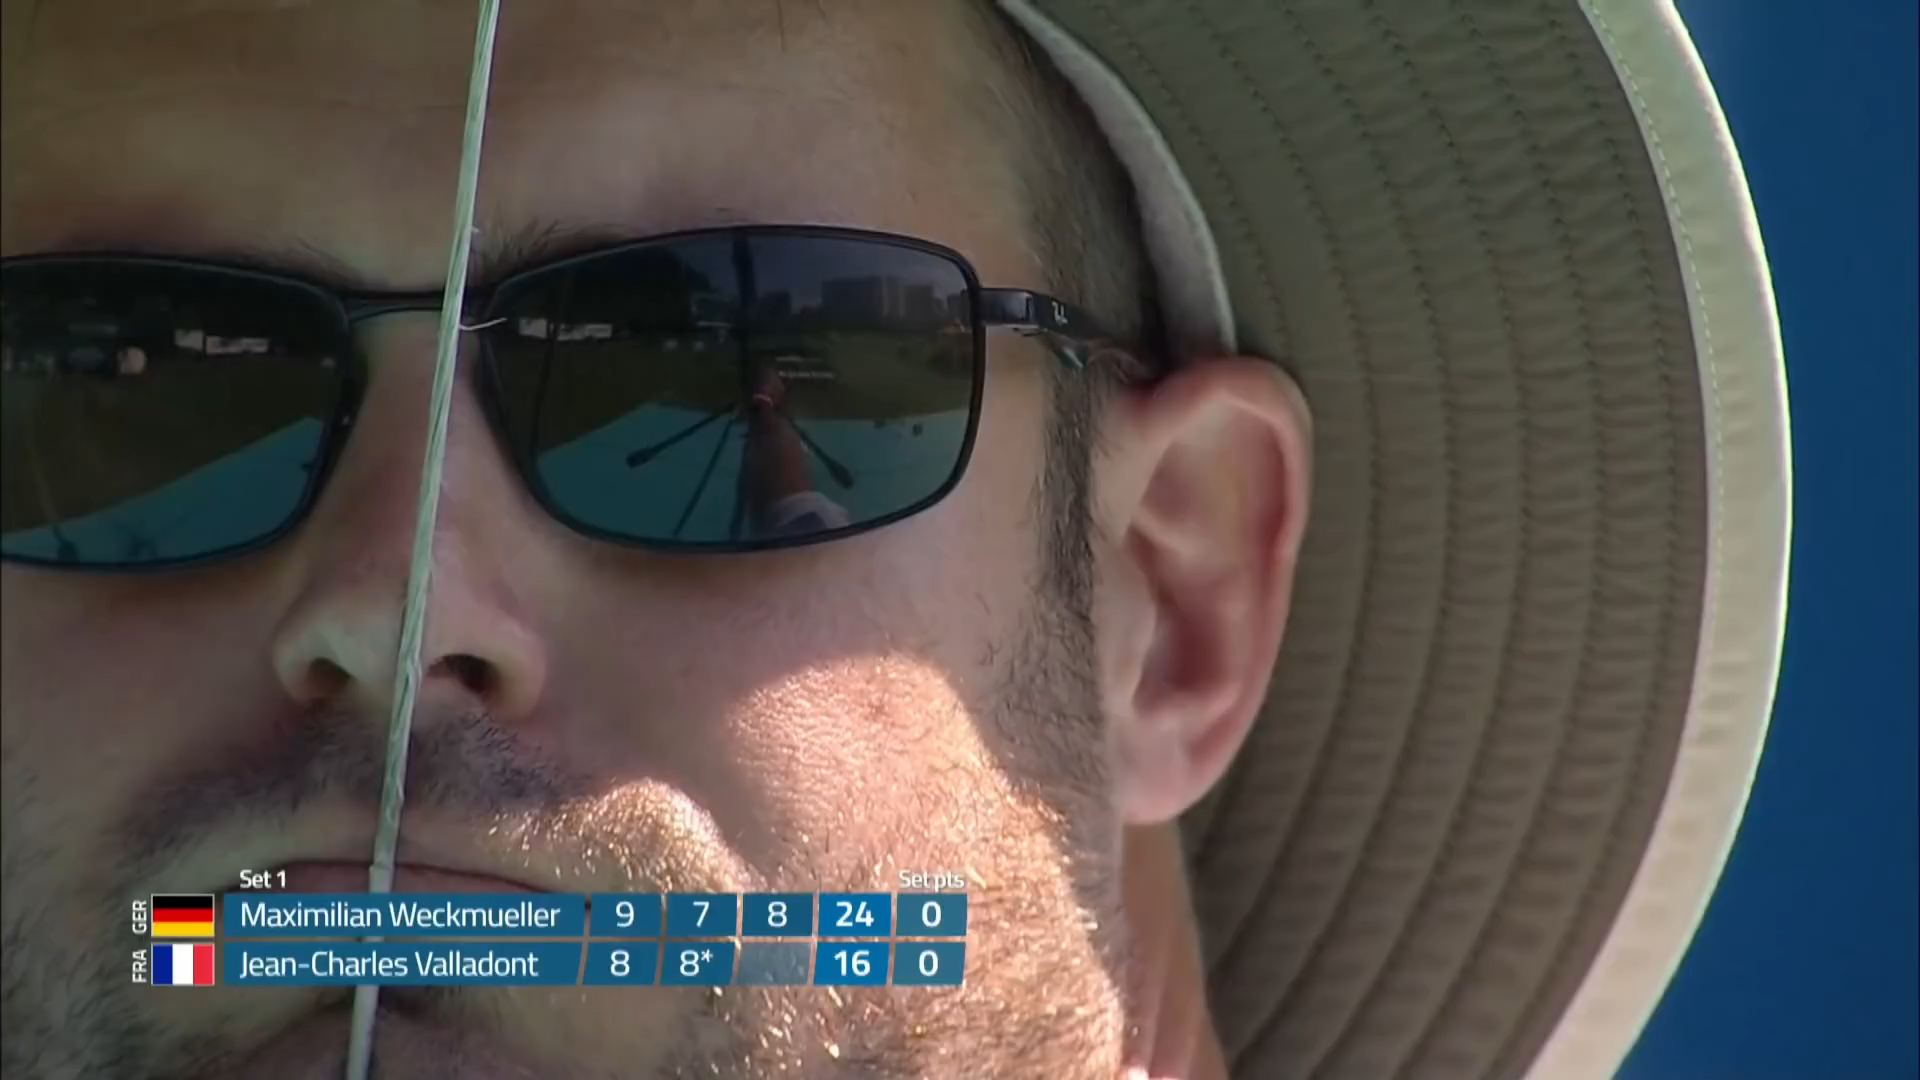 Set 1 Set pts
GER Maximilian Weckmueller 9 7 8 24 0
FRA Jean-Charles Valladont 8 8* 16 0